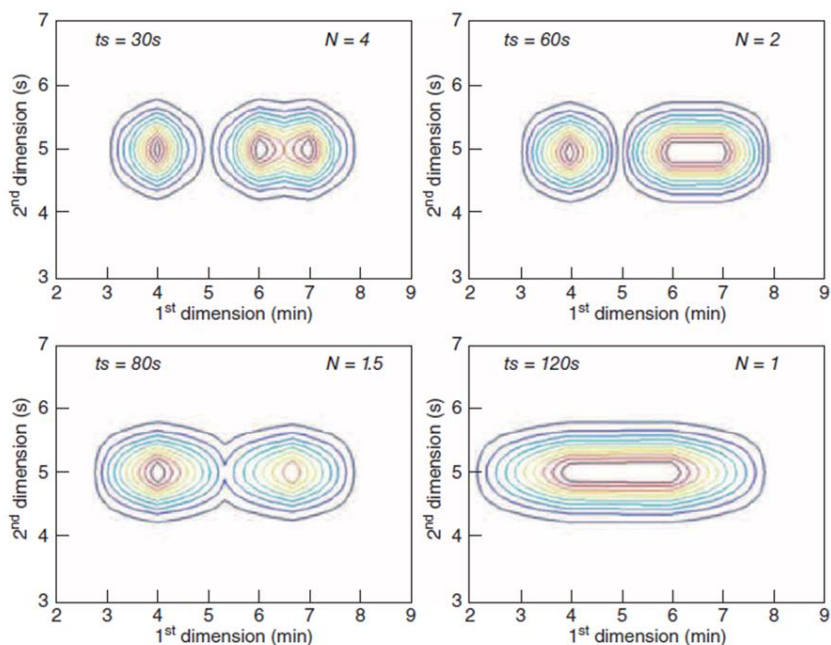 7
ts = 30s N = 4
6
5
4
3
2 3 4 5 6 7 8 9
2nd dimension (s)
1st dimension (min)
7
ts = 60s N = 2
6
5
4
3
2 3 4 5 6 7 8 9
2nd dimension (s)
1st dimension (min)
7
ts = 80s N = 1.5
6
5
4
3
2 3 4 5 6 7 8 9
2nd dimension (s)
1st dimension (min)
7
ts = 120s N = 1
6
5
4
3
2 3 4 5 6 7 8 9
2nd dimension (s)
1st dimension (min)